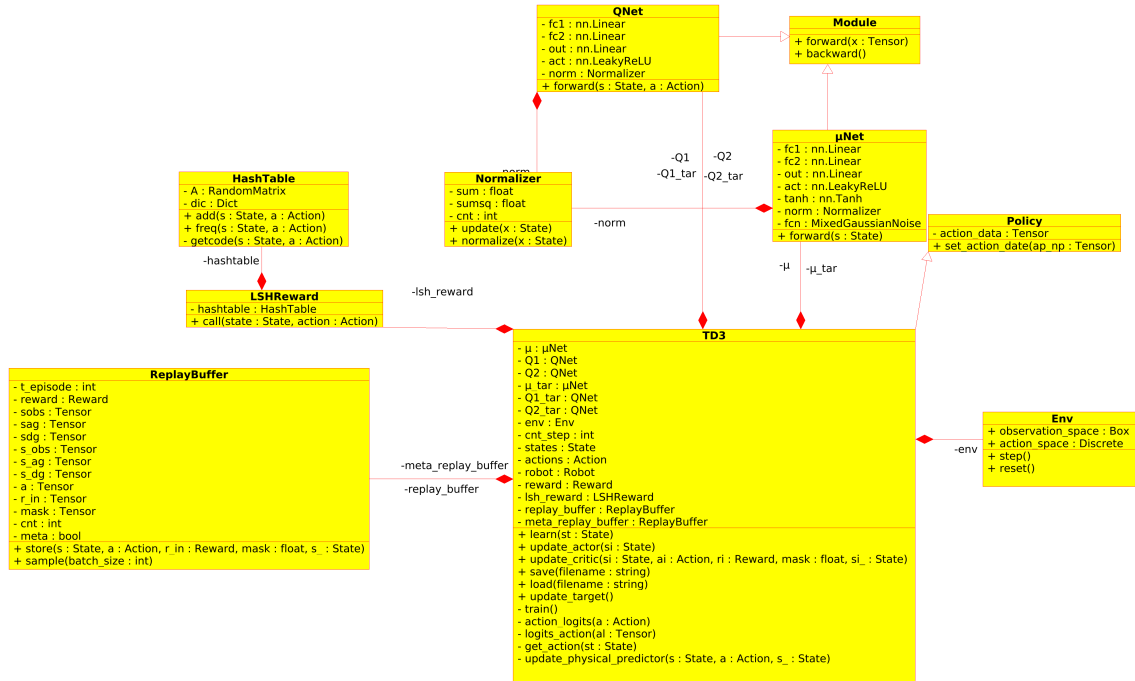 QNet
- fc1 : nn.Linear
- fc2 : nn.Linear
- out : nn.Linear
- act : nn.LeakyReLU
- norm : Normalizer
+ forward(s : State, a : Action)
Module
+ forward(x : Tensor)
+ backward()
μNet
- fc1 : nn.Linear
- fc2 : nn.Linear
- out : nn.Linear
- act : nn.LeakyReLU
- tanh : nn.Tanh
- norm : Normalizer
- fcn : MixedGaussianNoise
+ forward(s : State)
-Q1
-Q2
-Q1_tar
-Q2_tar
-norm
Normalizer
- sum : float
- sumsq : float
- cnt : int
+ update(x : State)
+ normalize(x : State)
-norm
HashTable
- A : RandomMatrix
- dic : Dict
+ add(s : State, a : Action)
+ freq(s : State, a : Action)
- getcode(s : State, a : Action)
-hashtable
Policy
- action_data : Tensor
+ set_action_date(ap_np : Tensor)
-μ
-μ_tar
LSHReward
- hashtable : HashTable
+ call(state : State, action : Action)
-lsh_reward
TD3
- μ : μNet
- Q1 : QNet
- Q2 : QNet
- μ_tar : μNet
- Q1_tar : QNet
- Q2_tar : QNet
- env : Env
- cnt_step : int
- states : State
- actions : Action
- robot : Robot
- reward : Reward
- lsh_reward : LSHReward
- replay_buffer : ReplayBuffer
- meta_replay_buffer : ReplayBuffer
+ learn(st : State)
+ update_actor(si : State)
+ update_critic(si : State, ai : Action, ri : Reward, mask : float, si_ : State)
+ save(filename : string)
+ load(filename : string)
+ update_target()
- train()
- action_logits(a : Action)
- logits_action(al : Tensor)
- get_action(st : State)
- update_physical_predictor(s : State, a : Action, s_ : State)
ReplayBuffer
- t_episode : int
- reward : Reward
- sobs : Tensor
- sag : Tensor
- sdg : Tensor
- s_obs : Tensor
- s_ag : Tensor
- s_dg : Tensor
- a : Tensor
- r_in : Tensor
- mask : Tensor
- cnt : int
- meta : bool
+ store(s : State, a : Action, r_in : Reward, mask : float, s_ : State)
+ sample(batch_size : int)
-meta_replay_buffer
-replay_buffer
Env
+ observation_space : Box
+ action_space : Discrete
+ step()
+ reset()
-env